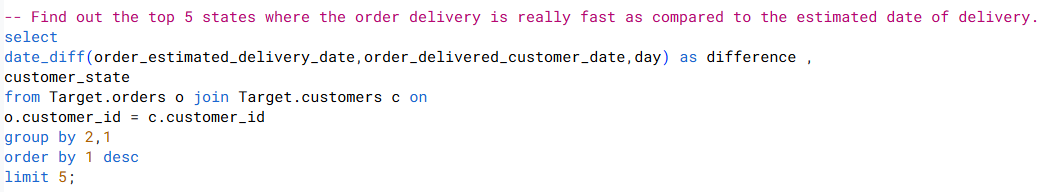 -- Find out the top 5 states where the order delivery is really fast as compared to the estimated date of delivery.
select
date_diff(order_estimated_delivery_date,order_delivered_customer_date,day) as difference ,
customer_state
from Target.orders o join Target.customers c on
o.customer_id = c.customer_id
group by 2,1
order by 1 desc
limit 5;